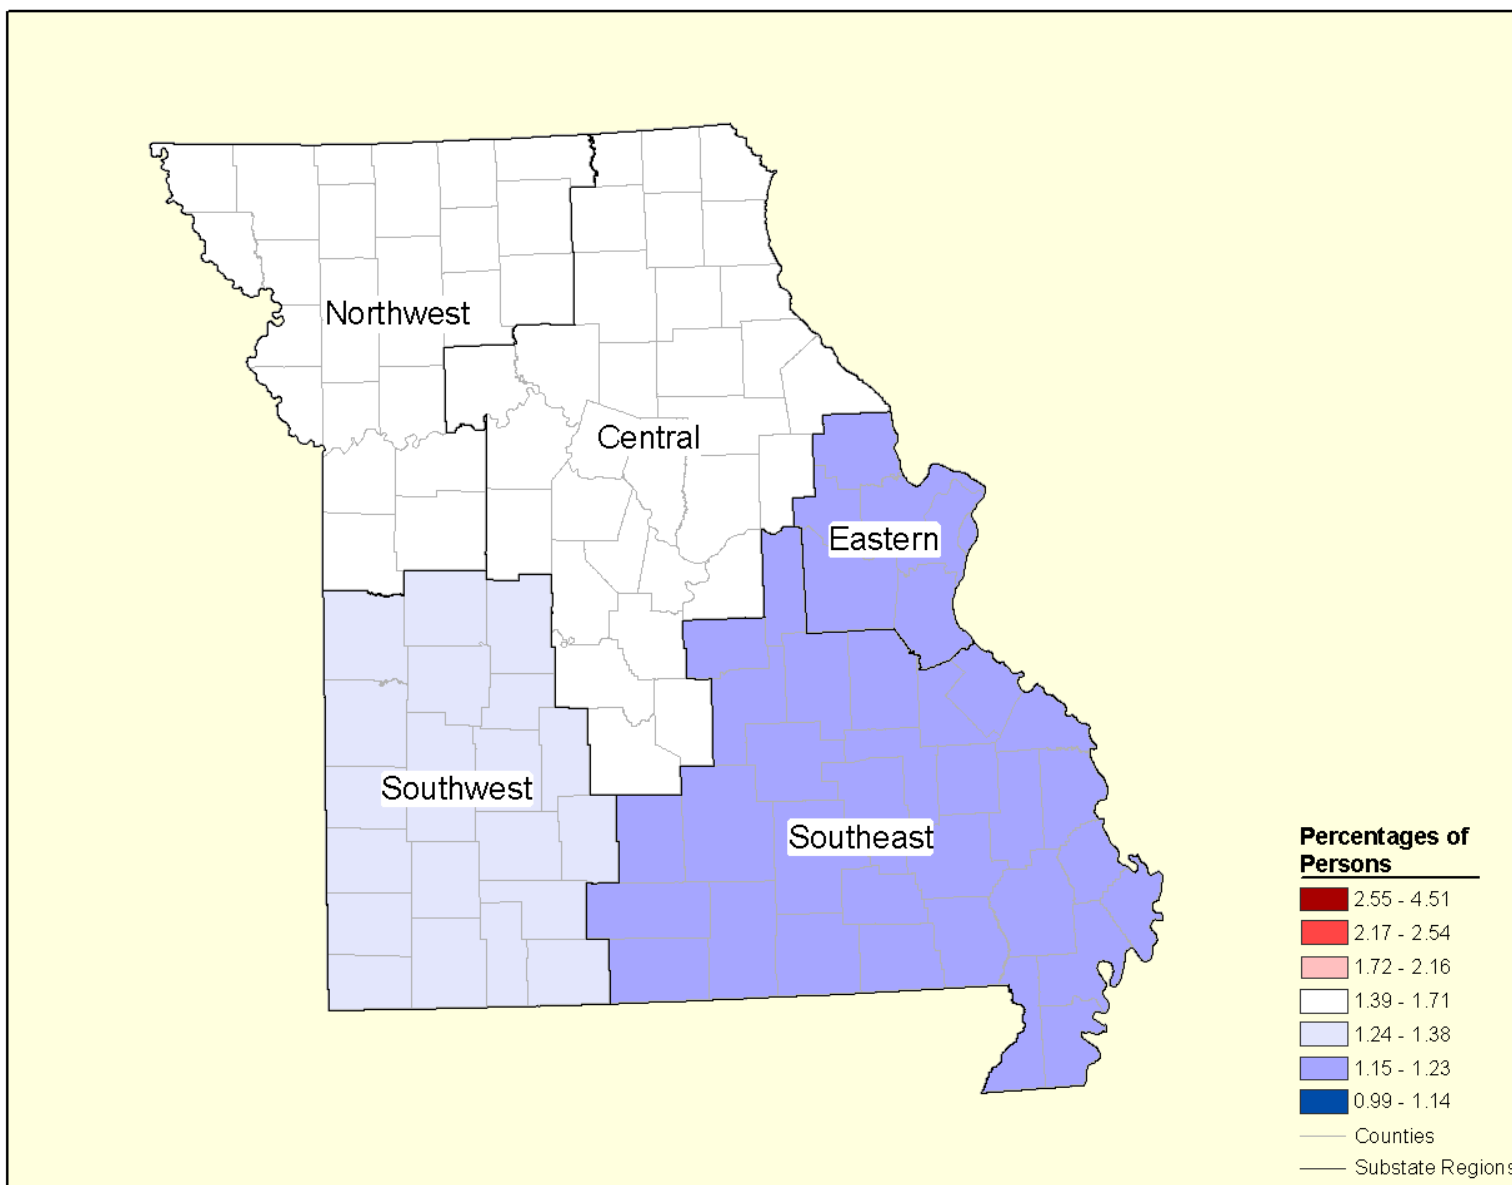 Northwest
Central
Eastern
Southwest
Southeast
Percentages of
Persons
2.55 - 4.51
2.17 - 2.54
1.72 - 2.16
1.39 - 1.71
1.24 - 1.38
1.15 - 1.23
0.99 - 1.14
Counties
Substate Regions